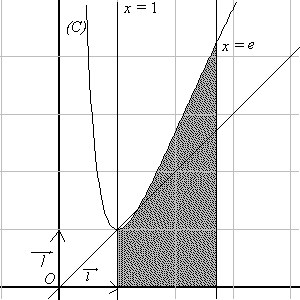 x = 1
(C)
x = e
O